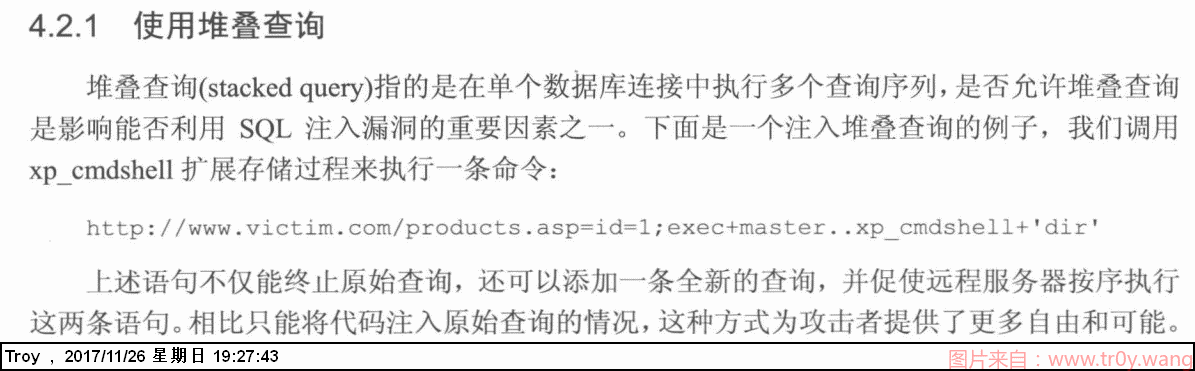 4.2.1 使用堆叠查询
堆叠查询(stacked query)指的是在单个数据库连接中执行多个查询序列，是否允许堆叠查询
是影响能否利用 SQL 注入漏洞的重要因素之一。下面是一个注入堆叠查询的例子，我们调用
xp_cmdshell 扩展存储过程来执行一条命令：
http://www.victim.com/products.asp=id=1;exec+master..xp_cmdshell+'dir'
上述语句不仅能终止原始查询，还可以添加一条全新的查询，并促使远程服务器按序执行
这两条语句。相比只能将代码注入原始查询的情况，这种方式为攻击者提供了更多自由和可能。
Troy , 2017/11/26 星期日 19:27:43
图片来自：www.tr0y.wang